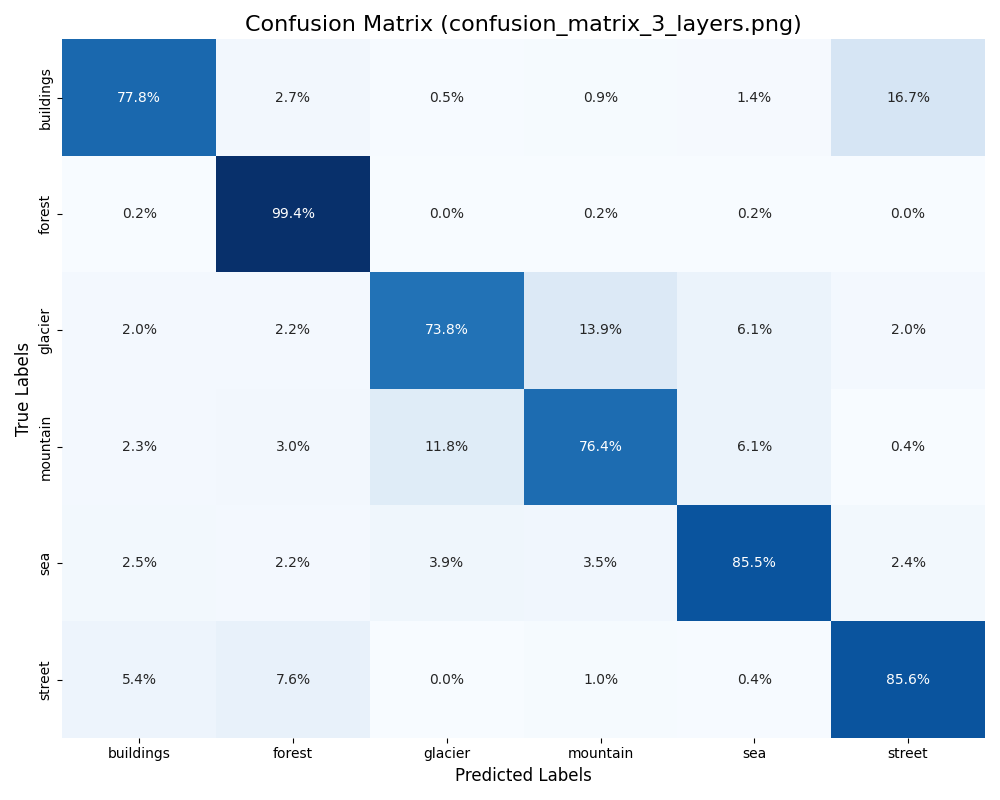 Confusion Matrix (confusion_matrix_3_layers.png)
True Labels
buildings 77.8% 2.7% 0.5% 0.9% 1.4% 16.7%
forest 0.2% 99.4% 0.0% 0.2% 0.2% 0.0%
glacier 2.0% 2.2% 73.8% 13.9% 6.1% 2.0%
mountain 2.3% 3.0% 11.8% 76.4% 6.1% 0.4%
sea 2.5% 2.2% 3.9% 3.5% 85.5% 2.4%
street 5.4% 7.6% 0.0% 1.0% 0.4% 85.6%
buildings forest glacier mountain sea street
Predicted Labels